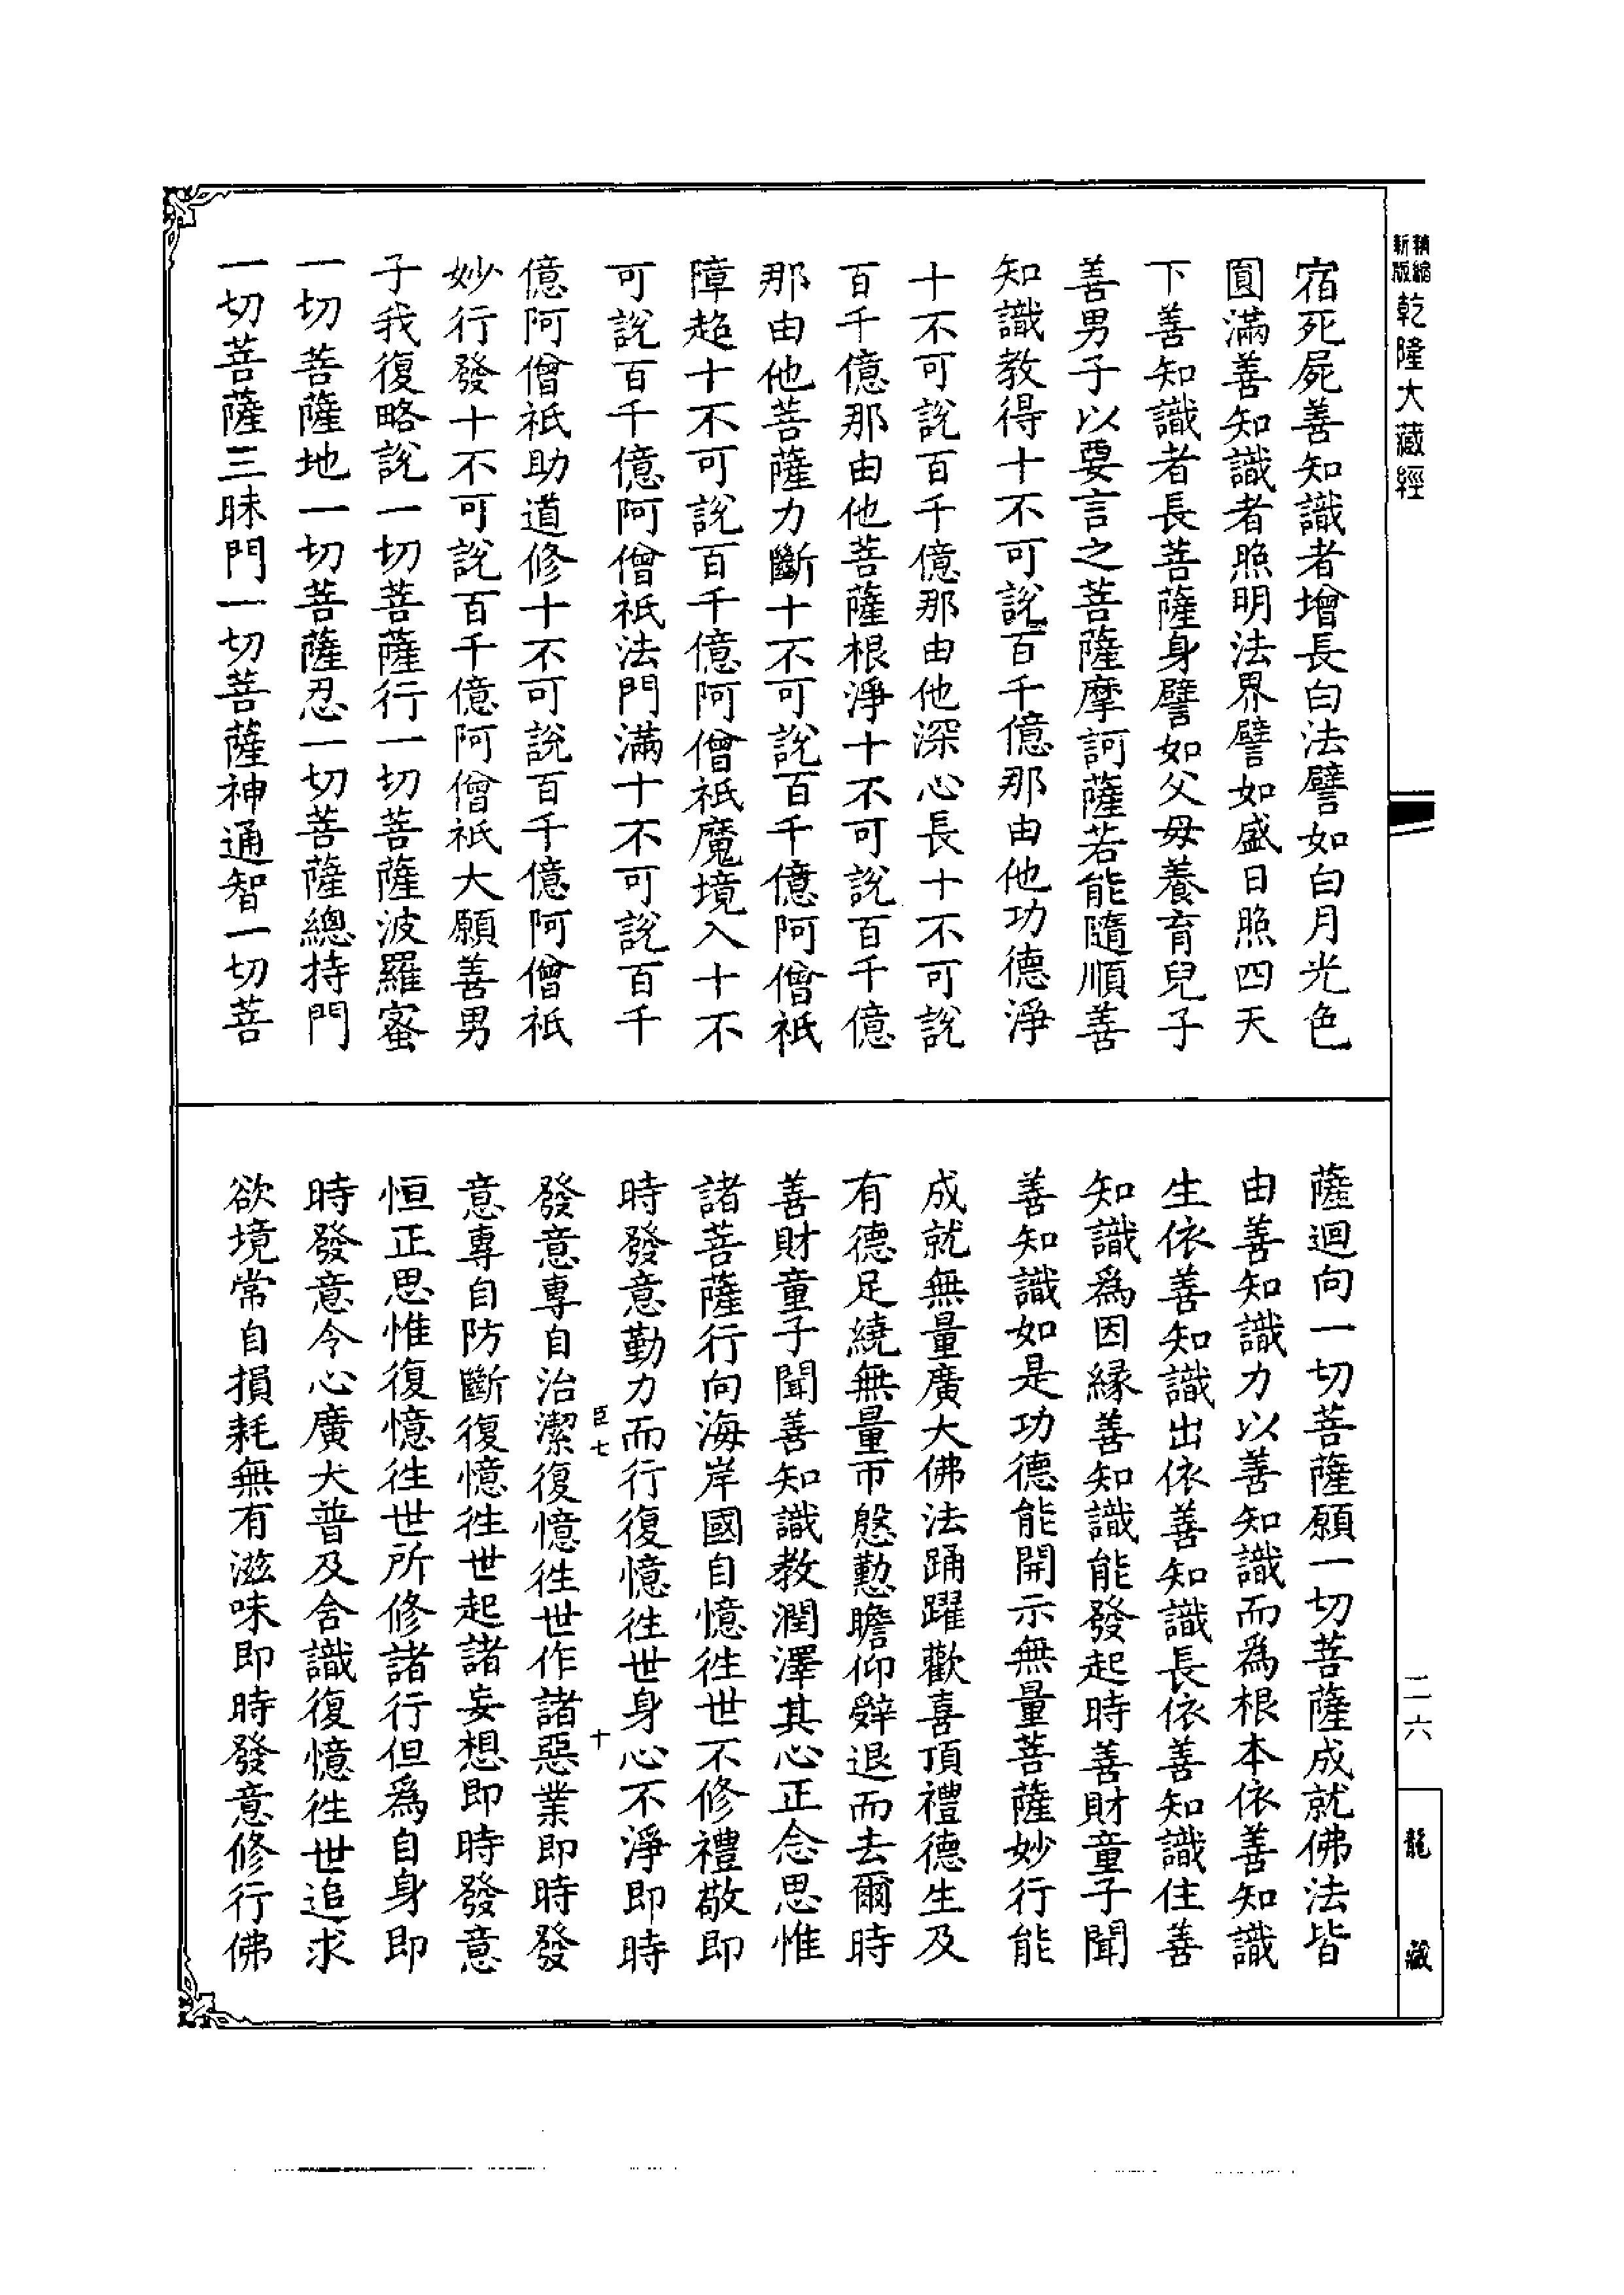 精縮
新版
乾隆大藏經
宿死屍善知識者增長白法譬如白月光色
圓滿善知識者照明法界譬如盛日照四天
下善知識者長菩薩身譬如父母養育兒子
善男子以要言之菩薩摩訶薩若能隨順善
知識教得十不可說百千億那由他功德淨
十不可說百千億那由他深心長十不可說
百千億那由他菩薩根淨十不可說百千億
那由他菩薩力斷十不可說百千億阿僧祇
障超十不可說百千億阿僧祇魔境入十不
可說百千億阿僧祇法門滿十不可說百千
億阿僧祇助道修十不可說百千億阿僧祇
妙行發十不可說百千億阿僧祇大願善男
子我復略說一切菩薩行一切菩薩波羅蜜
一切菩薩地一切菩薩忍一切菩薩總持門
一切菩薩三昧門一切菩薩神通智一切菩
薩迴向一切菩薩願一切菩薩成就佛法皆
由善知識力以善知識而為根本依善知識
生依善知識出依善知識長依善知識住善
知識為因緣善知識能發起時善財童子聞
善知識如是功德能開示無量菩薩妙行能
成就無量廣大佛法踊躍歡喜頂禮德生及
有德足繞無量帀慇懃瞻仰辭退而去爾時
善財童子聞善知識教潤澤其心正念思惟
諸菩薩行向海岸國自憶往世不修禮敬即
時發意勤力而行復憶往世身心不淨即時
臣七
十
發意專自治潔復憶往世作諸惡業即時發
意專自防斷復憶往世起諸妄想即時發意
恒正思惟復憶往世所修諸行但為自身即
時發意令心廣大普及含識復憶往世追求
欲境常自損耗無有滋味即時發意修行佛
二六
龍藏